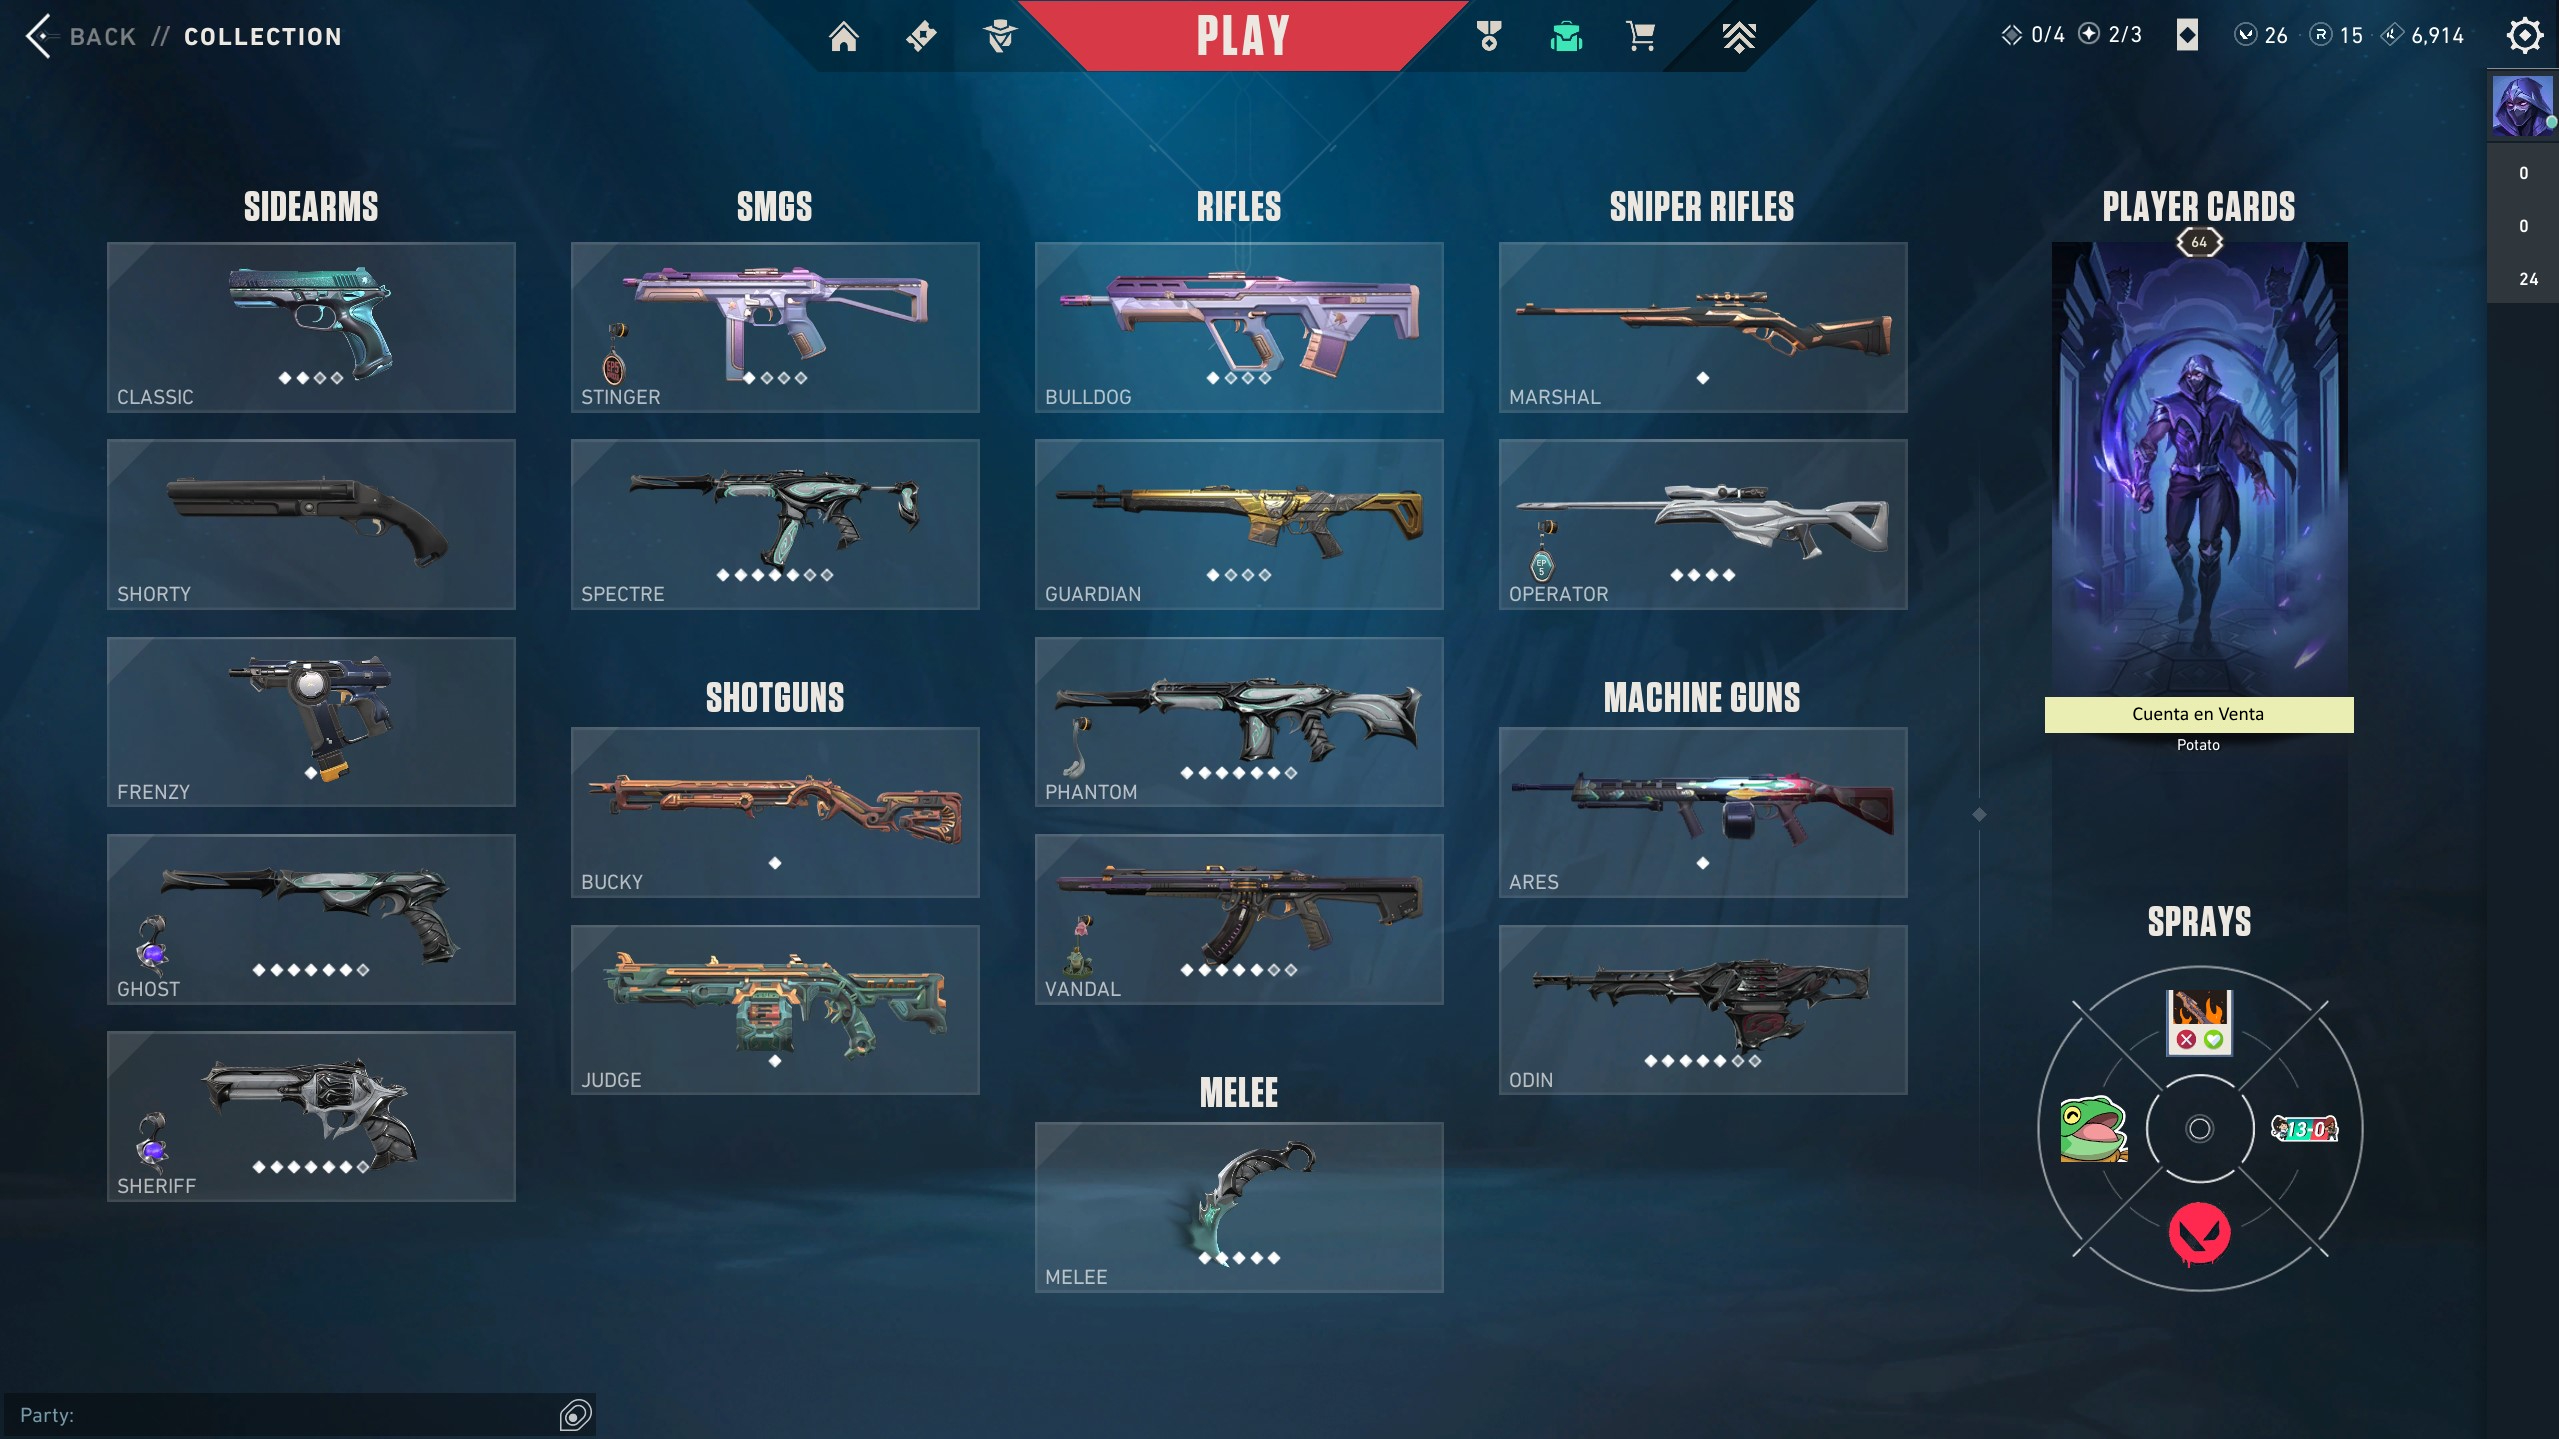 BACK // COLLECTION
PLAY
0/4
2/3
26
15
6,914
0
0
24
SIDEARMS
CLASSIC
SHORTY
FRENZY
GHOST
SHERIFF
SMGS
STINGER
SPECTRE
SHOTGUNS
BUCKY
JUDGE
RIFLES
BULLDOG
GUARDIAN
PHANTOM
VANDAL
MELEE
MELEE
SNIPER RIFLES
MARSHAL
EP
5
OPERATOR
MACHINE GUNS
ARES
ODIN
PLAYER CARDS
64
Cuenta en Venta
Potato
SPRAYS
13-0
Party: